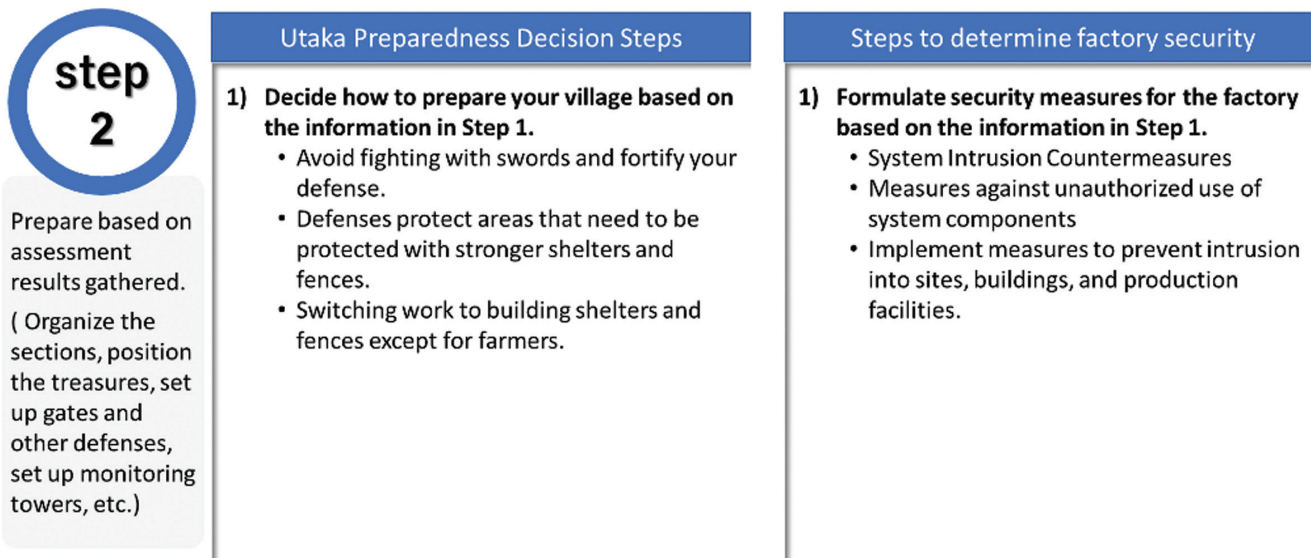 step
2
Prepare based on
assessment
results gathered.
( Organize the
sections, position
the treasures, set
up gates and
other defenses,
set up monitoring
towers, etc.)
Utaka Preparedness Decision Steps
1) Decide how to prepare your village based on
the information in Step 1.
• Avoid fighting with swords and fortify your
defense.
• Defenses protect areas that need to be
protected with stronger shelters and
fences.
• Switching work to building shelters and
fences except for farmers.
Steps to determine factory security
1) Formulate security measures for the factory
based on the information in Step 1.
• System Intrusion Countermeasures
• Measures against unauthorized use of
system components
• Implement measures to prevent intrusion
into sites, buildings, and production
facilities.